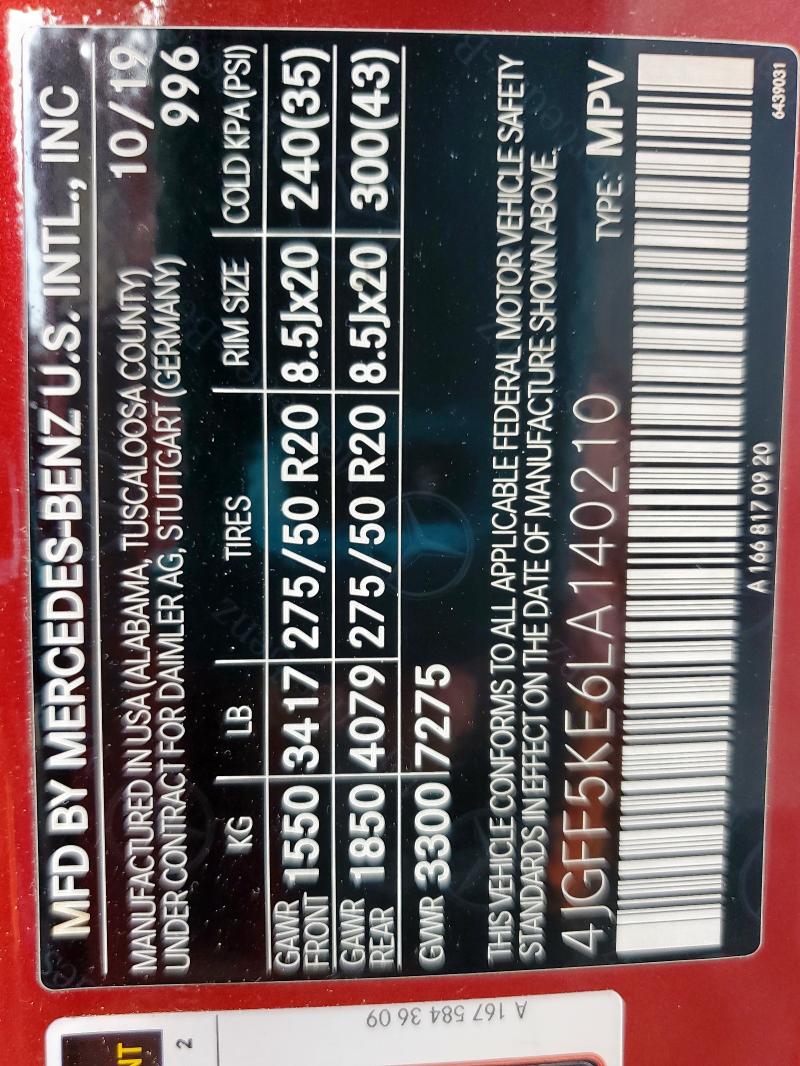 MFD BY MERCEDES-BENZ U.S. INTL., INC
MANUFACTURED IN USA (ALABAMA, TUSCALOOSA COUNTY) 10/19
UNDER CONTRACT FOR DAIMLER AG, STUTTGART (GERMANY) 996
KG LB TIRES RIM SIZE COLD KPA (PSI)
GAWR FRONT 1550 3417 275/50 R20 8.5Jx20 240(35)
GAWR REAR 1850 4079 275/50 R20 8.5Jx20 300(43)
GVWR 3300 7275
THIS VEHICLE CONFORMS TO ALL APPLICABLE FEDERAL MOTOR VEHICLE SAFETY
STANDARDS IN EFFECT ON THE DATE OF MANUFACTURE SHOWN ABOVE.
4JGFF5KE6LA140210 TYPE: MPV
A 166 817 09 20 6439031
A 167 584 36 09
2